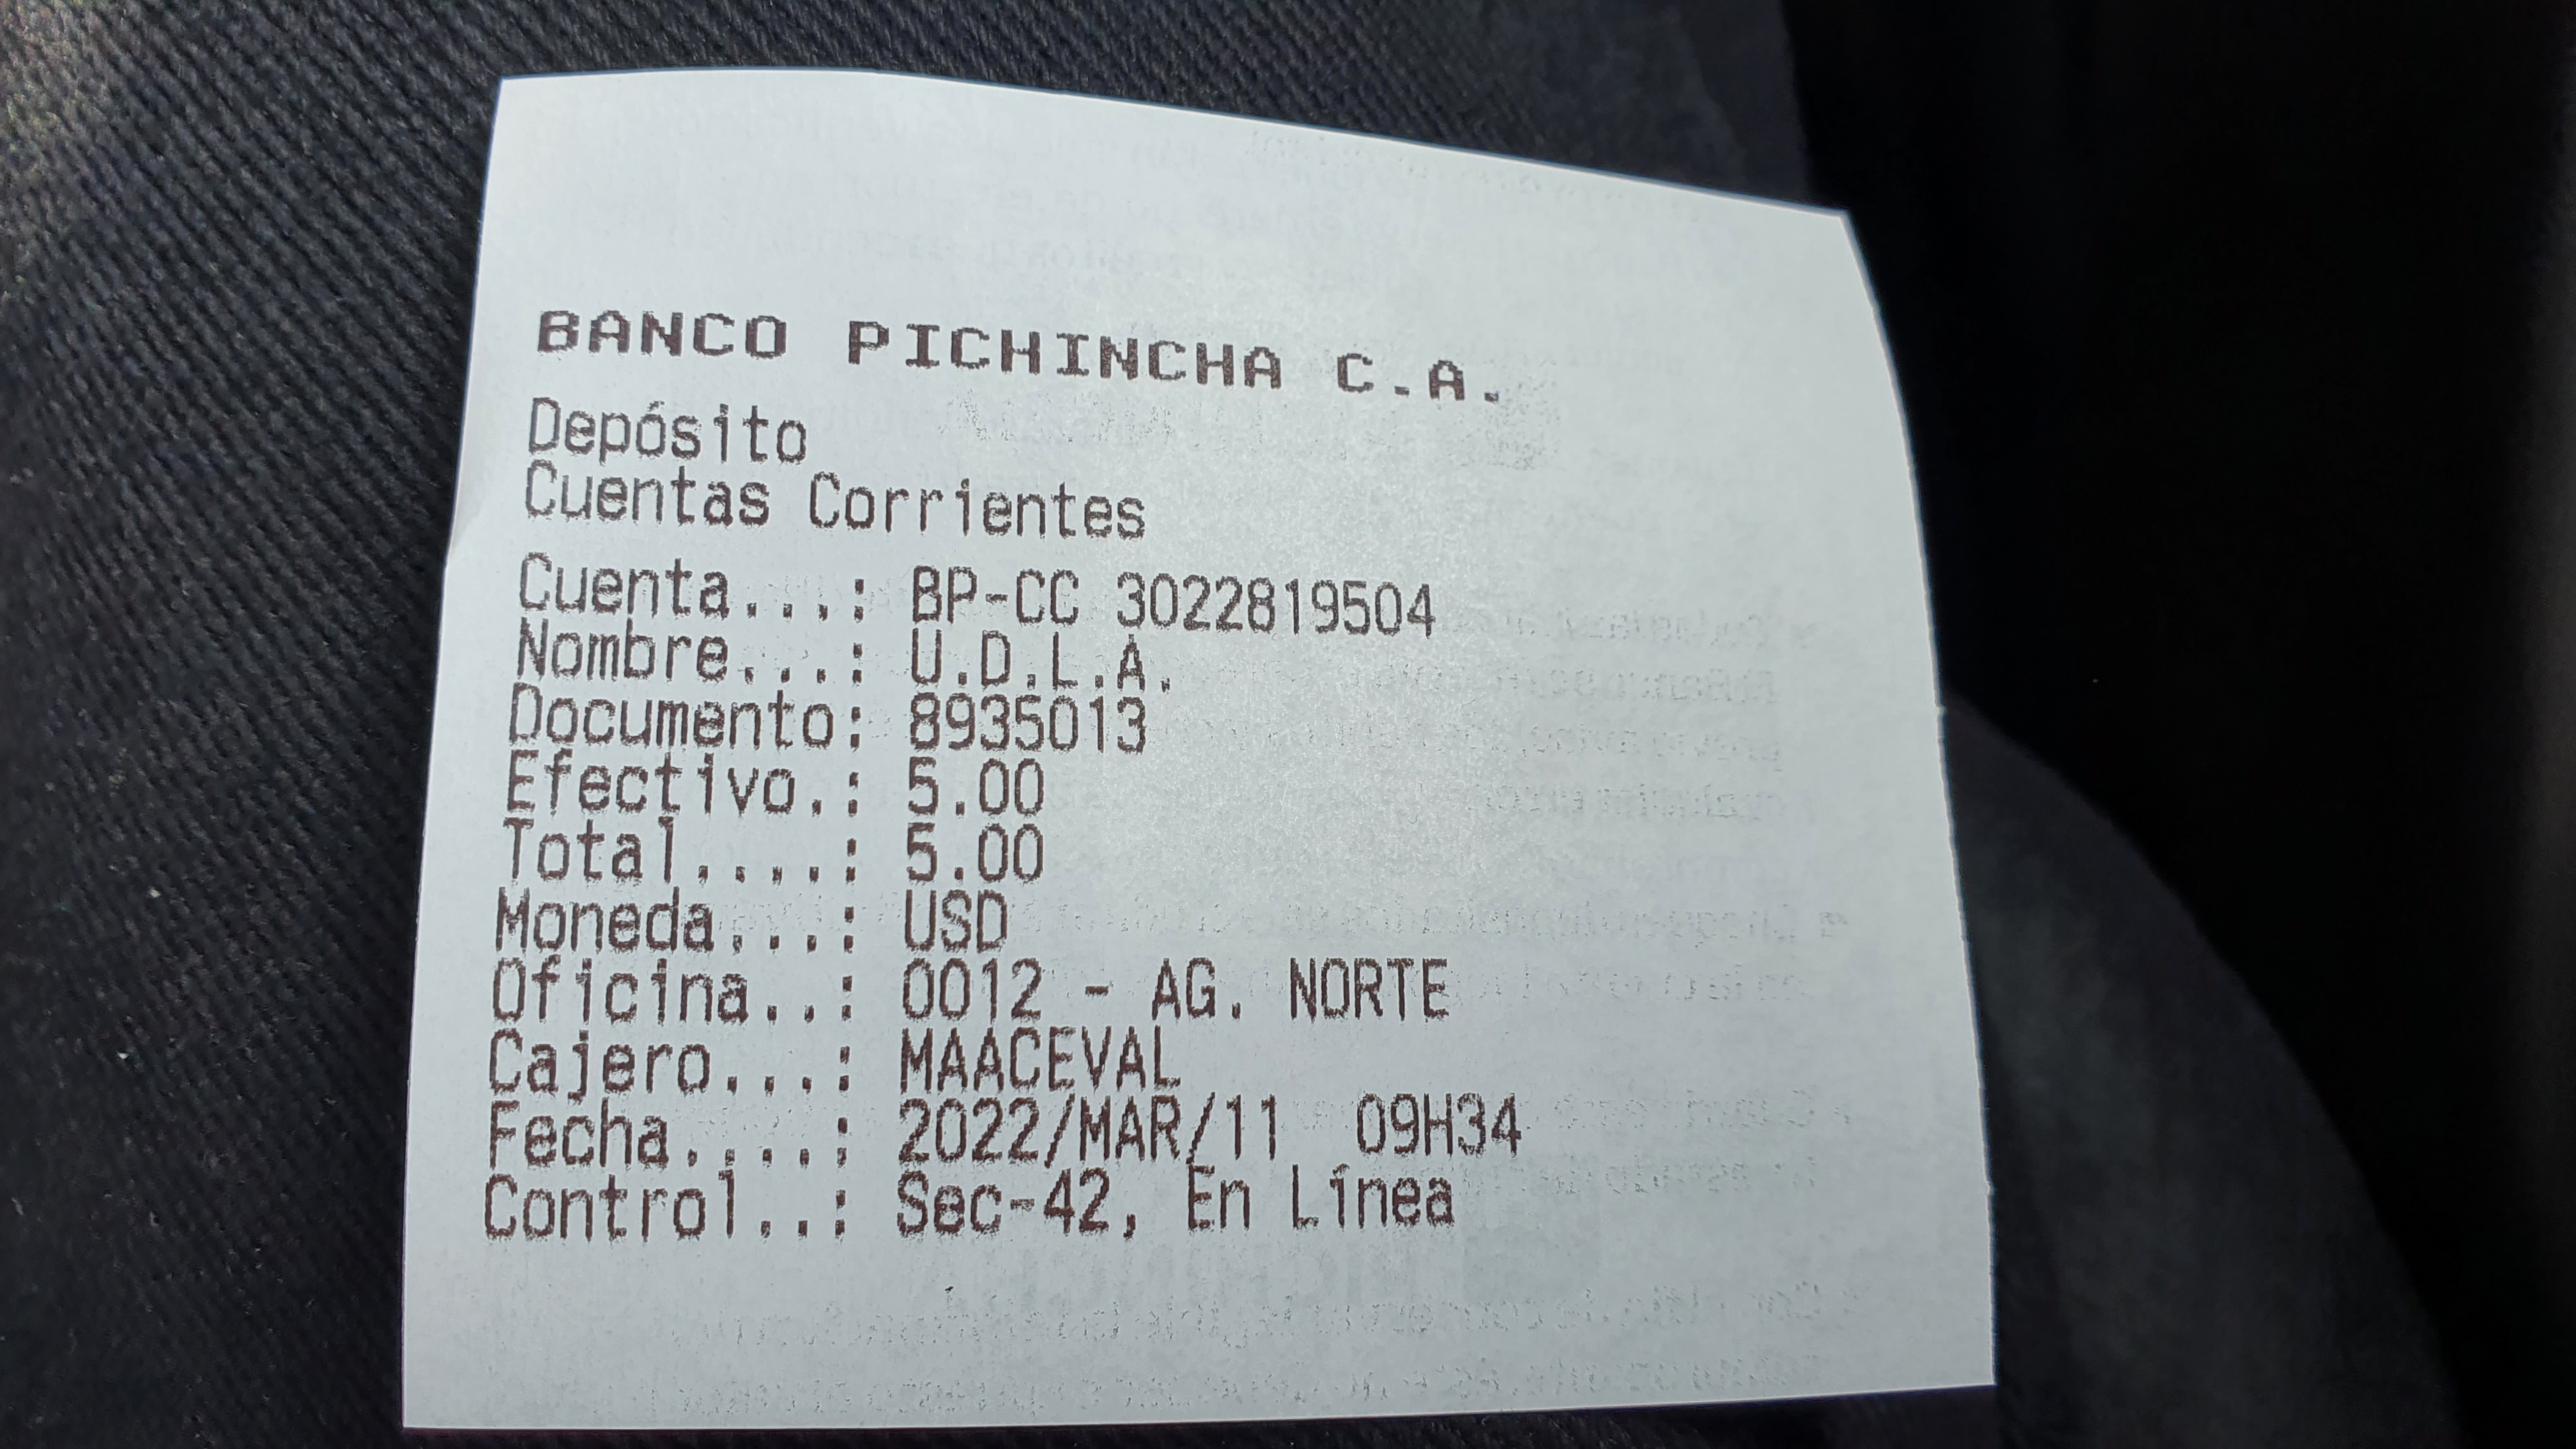 BANCO PICHINCHA C.A.
Depósito
Cuentas Corrientes
Cuenta...: BP-CC 3022819504
Nombre...: U.D.L.A.
Documento: 8935013
Efectivo.: 5.00
Total....: 5.00
Moneda...: USD
Oficina..: 0012 - AG. NORTE
Cajero...: MAACEVAL
Fecha....: 2022/MAR/11 09H34
Control..: Sec-42, En Línea